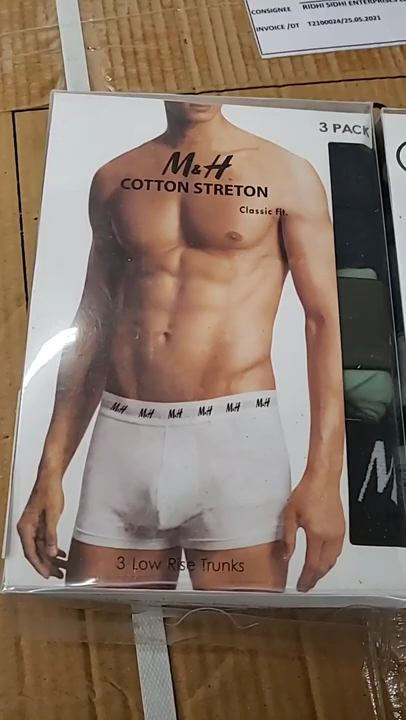 CONSIGNEE RIDHI SIDHI ENTERPRISES
INVOICE /DT T2100024/25.05.2021
3 PACK
M&H
COTTON STRETON
Classic fit.
M&H M&H M&H M&H M&H M&H
M
3 Low Rise Trunks